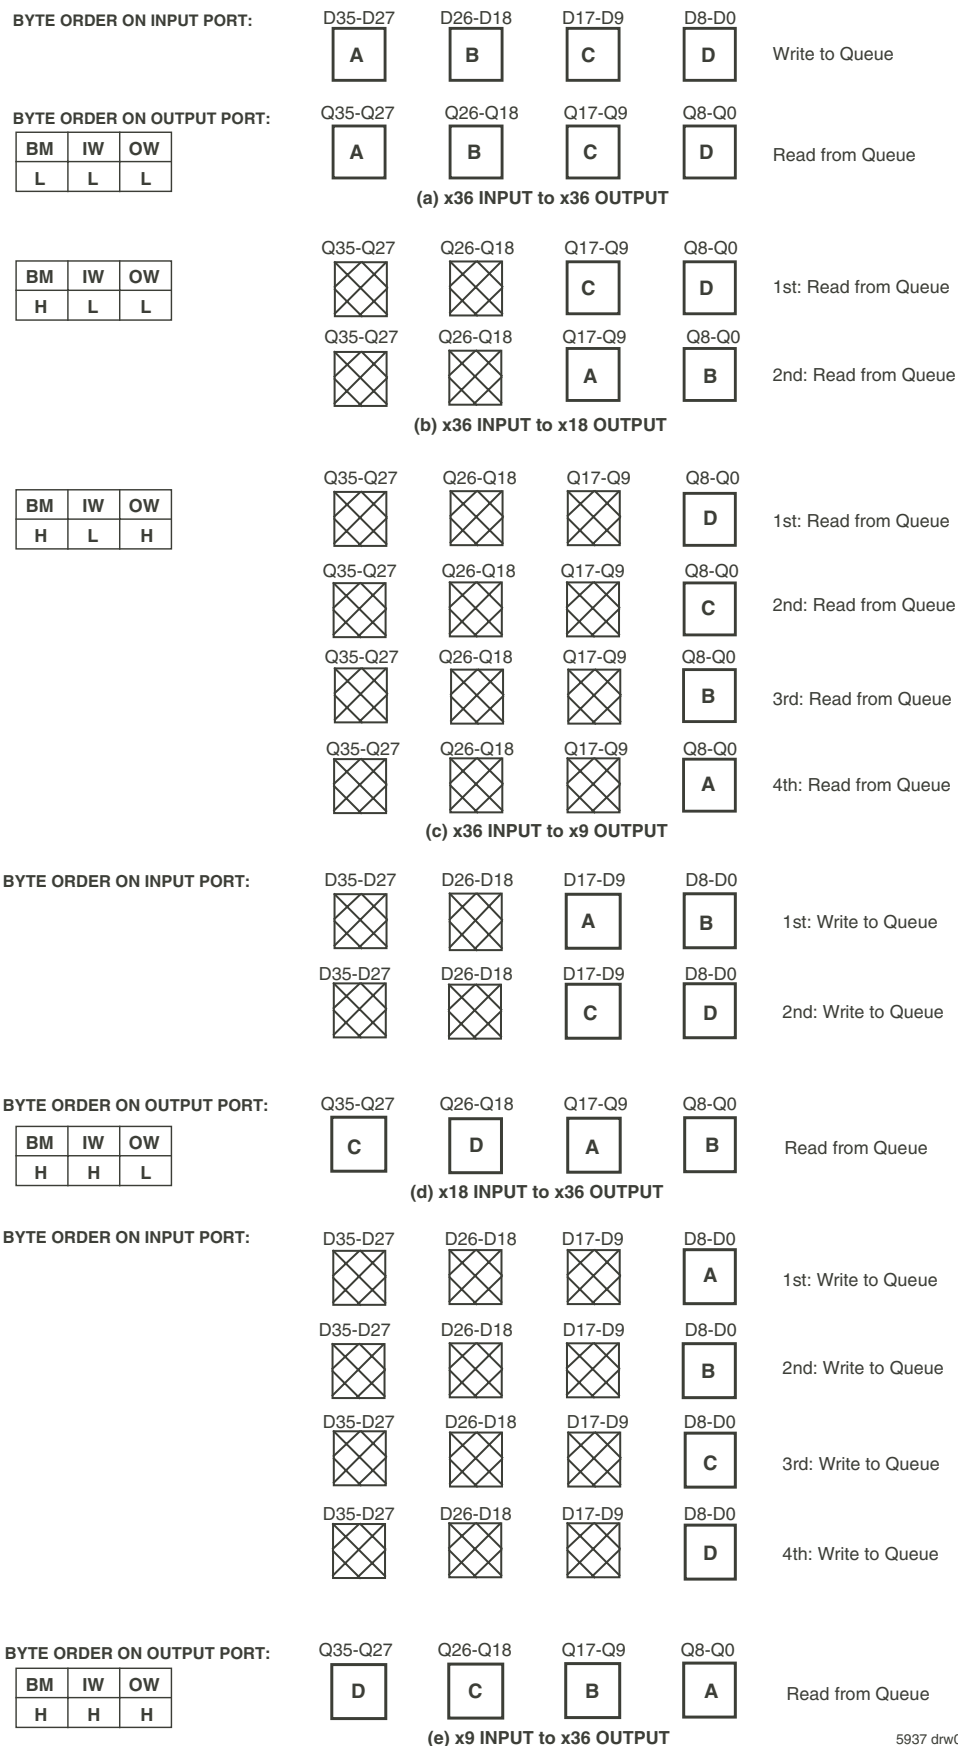 BYTE ORDER ON INPUT PORT: D35-D27 D26-D18 D17-D9 D8-D0
A B C D Write to Queue
BYTE ORDER ON OUTPUT PORT: Q35-Q27 Q26-Q18 Q17-Q9 Q8-Q0
BM IW OW
A B C D Read from Queue
L L L
(a) x36 INPUT to x36 OUTPUT
Q35-Q27 Q26-Q18 Q17-Q9 Q8-Q0
BM IW OW
C D 1st: Read from Queue
H L L
Q35-Q27 Q26-Q18 Q17-Q9 Q8-Q0
A B 2nd: Read from Queue
(b) x36 INPUT to x18 OUTPUT
Q35-Q27 Q26-Q18 Q17-Q9 Q8-Q0
BM IW OW
D 1st: Read from Queue
H L H
Q35-Q27 Q26-Q18 Q17-Q9 Q8-Q0
C 2nd: Read from Queue
Q35-Q27 Q26-Q18 Q17-Q9 Q8-Q0
B 3rd: Read from Queue
Q35-Q27 Q26-Q18 Q17-Q9 Q8-Q0
A 4th: Read from Queue
(c) x36 INPUT to x9 OUTPUT
BYTE ORDER ON INPUT PORT: D35-D27 D26-D18 D17-D9 D8-D0
A B 1st: Write to Queue
D35-D27 D26-D18 D17-D9 D8-D0
C D 2nd: Write to Queue
BYTE ORDER ON OUTPUT PORT: Q35-Q27 Q26-Q18 Q17-Q9 Q8-Q0
BM IW OW
C D A B Read from Queue
H H L
(d) x18 INPUT to x36 OUTPUT
BYTE ORDER ON INPUT PORT: D35-D27 D26-D18 D17-D9 D8-D0
A 1st: Write to Queue
D35-D27 D26-D18 D17-D9 D8-D0
B 2nd: Write to Queue
D35-D27 D26-D18 D17-D9 D8-D0
C 3rd: Write to Queue
D35-D27 D26-D18 D17-D9 D8-D0
D 4th: Write to Queue
BYTE ORDER ON OUTPUT PORT: Q35-Q27 Q26-Q18 Q17-Q9 Q8-Q0
BM IW OW
D C B A Read from Queue
H H H
(e) x9 INPUT to x36 OUTPUT
5937